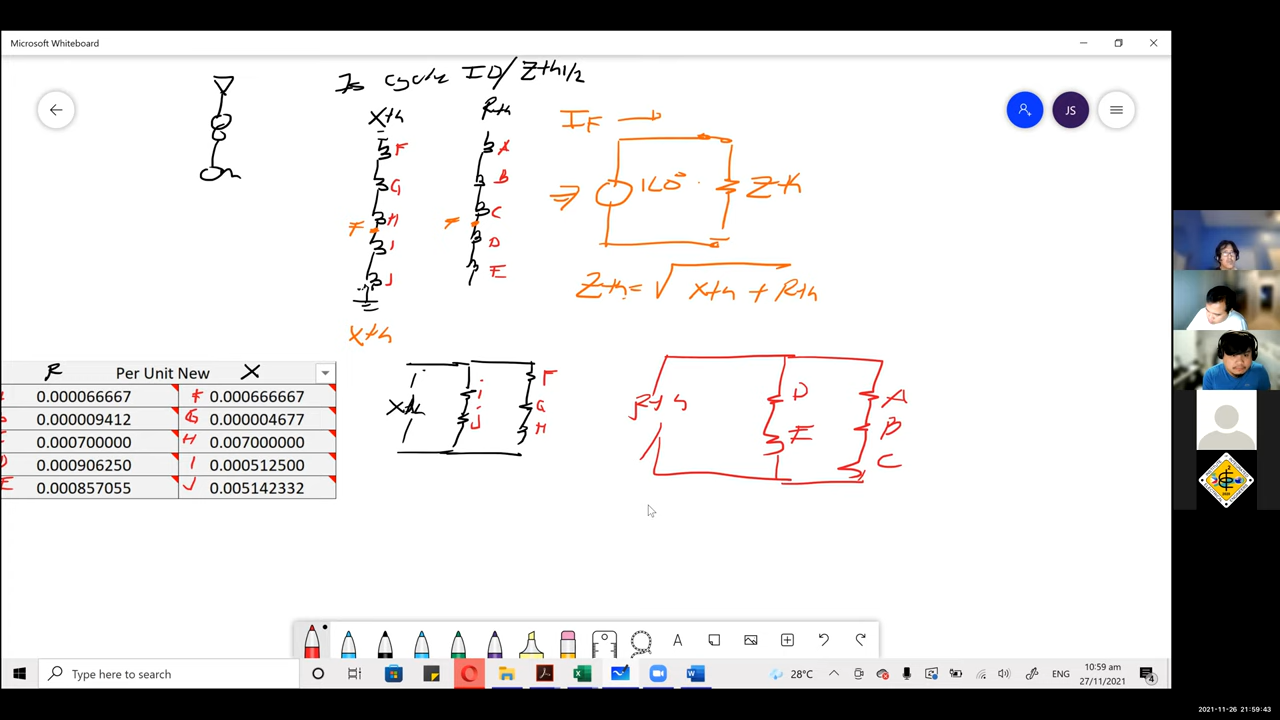 Microsoft Whiteboard
1/2 cycle ID/Zth 1/2
Xth
Rth
F
G
H
I
J
A
B
C
D
E
F
F
Xth
IF
1∠0°
Zth
Zth = √ Xth + Rth
JS
R Per Unit New X
0.000066667 F 0.000666667
0.000009412 G 0.000004677
0.000700000 H 0.007000000
D 0.000906250 I 0.000512500
E 0.000857055 J 0.005142332
Xth
i
j
F
G
H
Rth
D
E
A
B
C
Type here to search
28°C
ENG
10:59 am
27/11/2021
4
2021-11-26 21:59:43